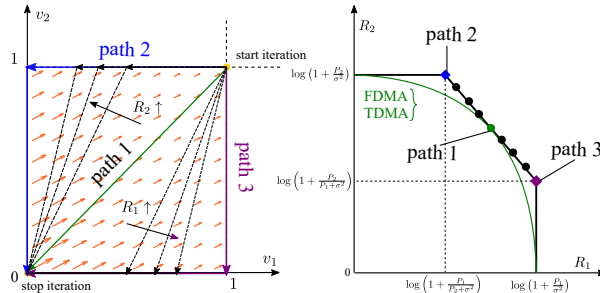 v₂
path 2
1
start iteration
path 1
R₂ ↑
R₁ ↑
path 3
0
stop iteration
1
v₁
R₂
path 2
log(1 + P₂/σ²)
FDMA
TDMA
path 1
path 3
log(1 + P₂/(P₁+σ²))
0
log(1 + P₁/(P₂+σ²))
log(1 + P₁/σ²)
R₁